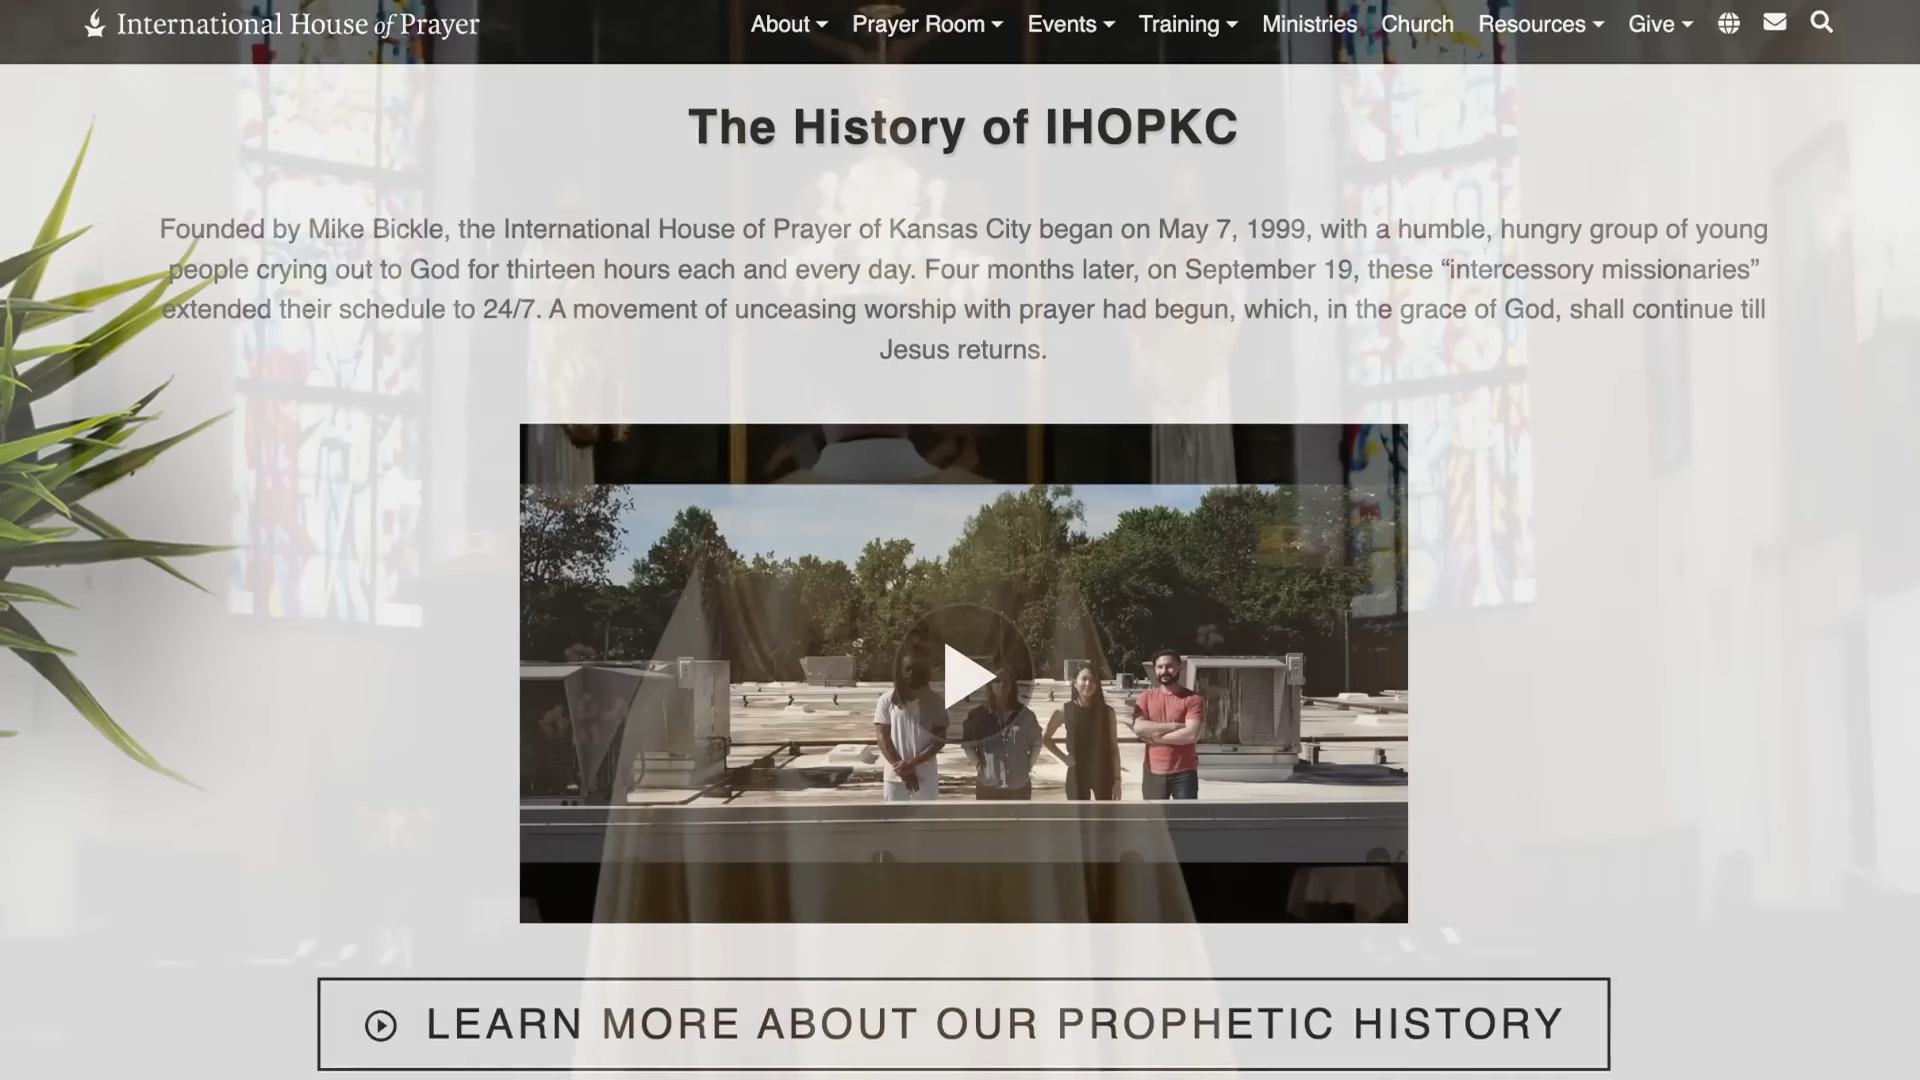 International House of Prayer
About Prayer Room Events Training Ministries Church Resources Give
The History of IHOPKC
Founded by Mike Bickle, the International House of Prayer of Kansas City began on May 7, 1999, with a humble, hungry group of young
people crying out to God for thirteen hours each and every day. Four months later, on September 19, these “intercessory missionaries”
extended their schedule to 24/7. A movement of unceasing worship with prayer had begun, which, in the grace of God, shall continue till
Jesus returns.
LEARN MORE ABOUT OUR PROPHETIC HISTORY